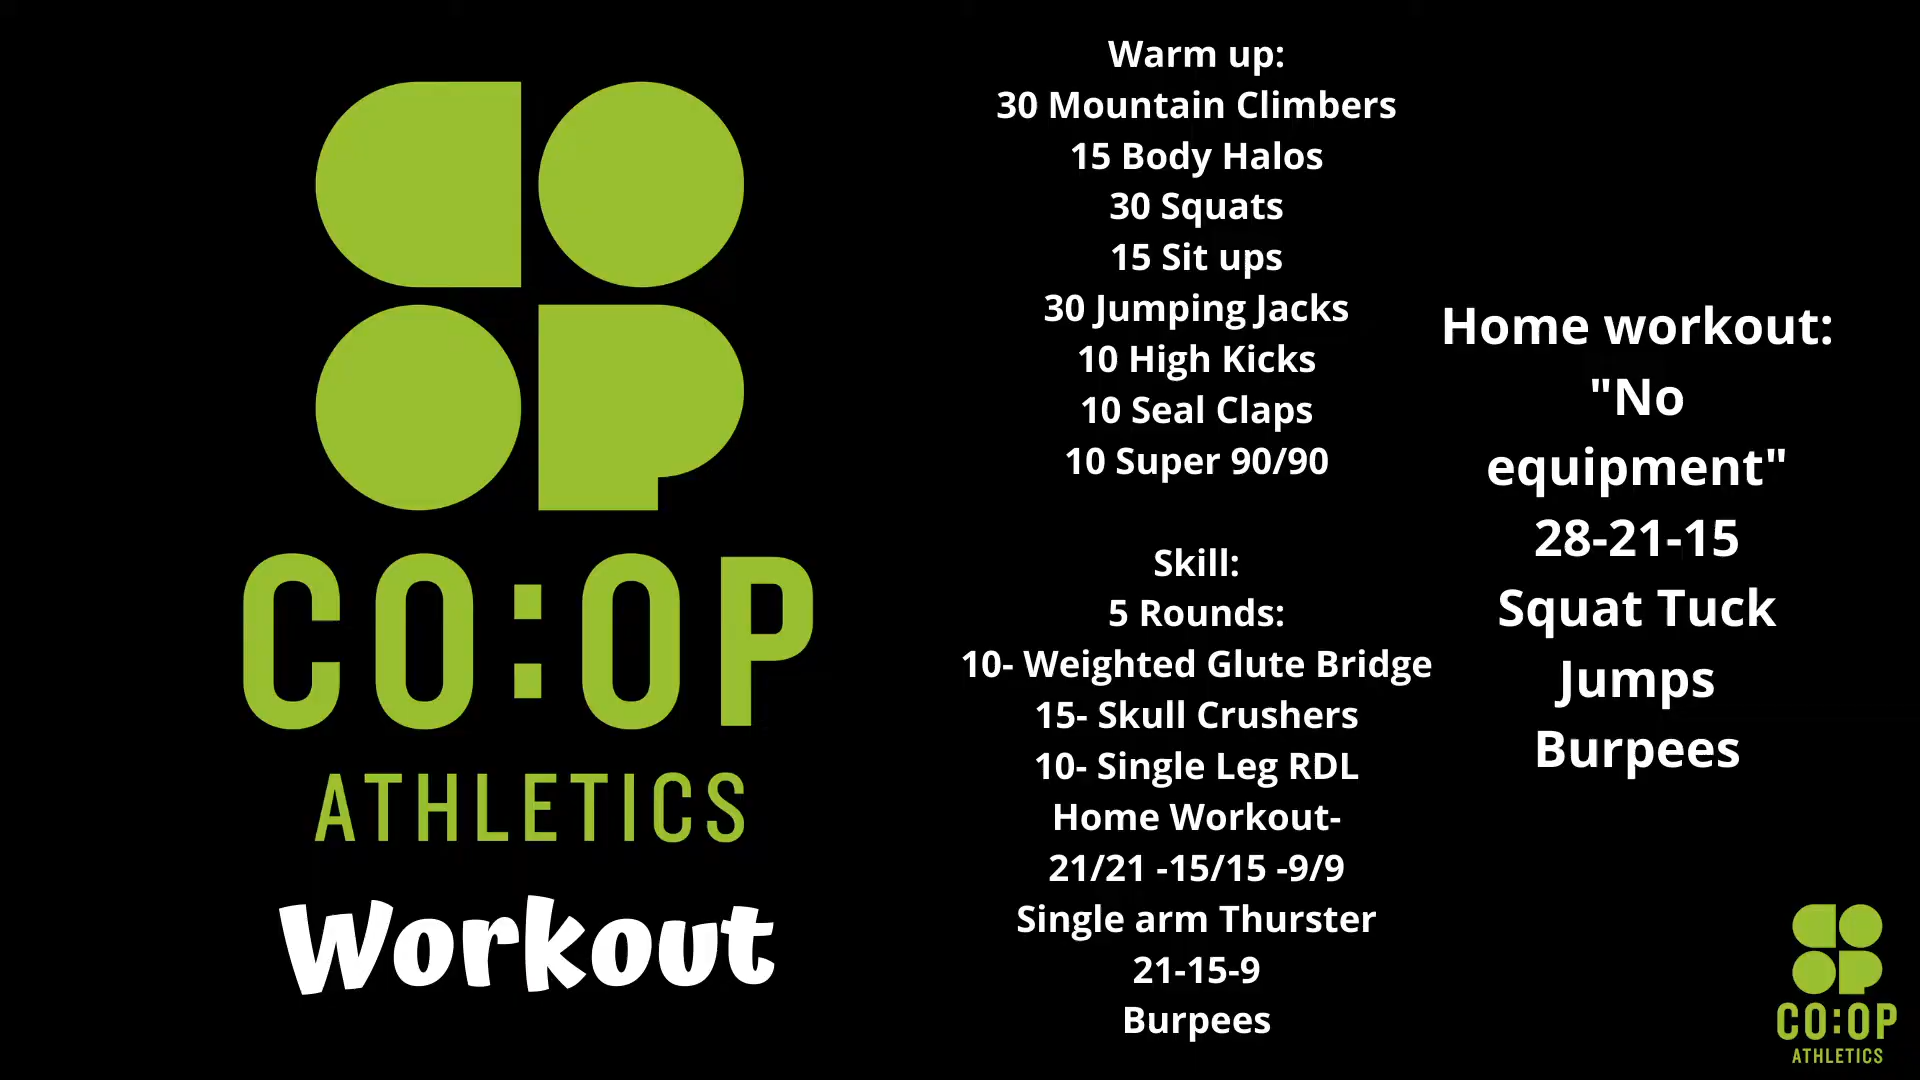 CO:OP
ATHLETICS
Workout
Warm up:
30 Mountain Climbers
15 Body Halos
30 Squats
15 Sit ups
30 Jumping Jacks
10 High Kicks
10 Seal Claps
10 Super 90/90
Skill:
5 Rounds:
10- Weighted Glute Bridge
15- Skull Crushers
10- Single Leg RDL
Home Workout-
21/21 -15/15 -9/9
Single arm Thurster
21-15-9
Burpees
Home workout:
"No
equipment"
28-21-15
Squat Tuck
Jumps
Burpees
CO:OP
ATHLETICS